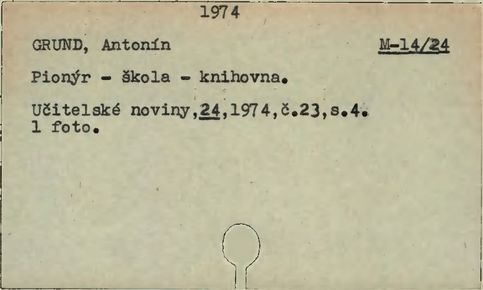 1974
GRUND, Antonín M-14/24
Pionýr - škola - knihovna.
Učitelské noviny,24,1974,č.23,s.4.
1 foto.